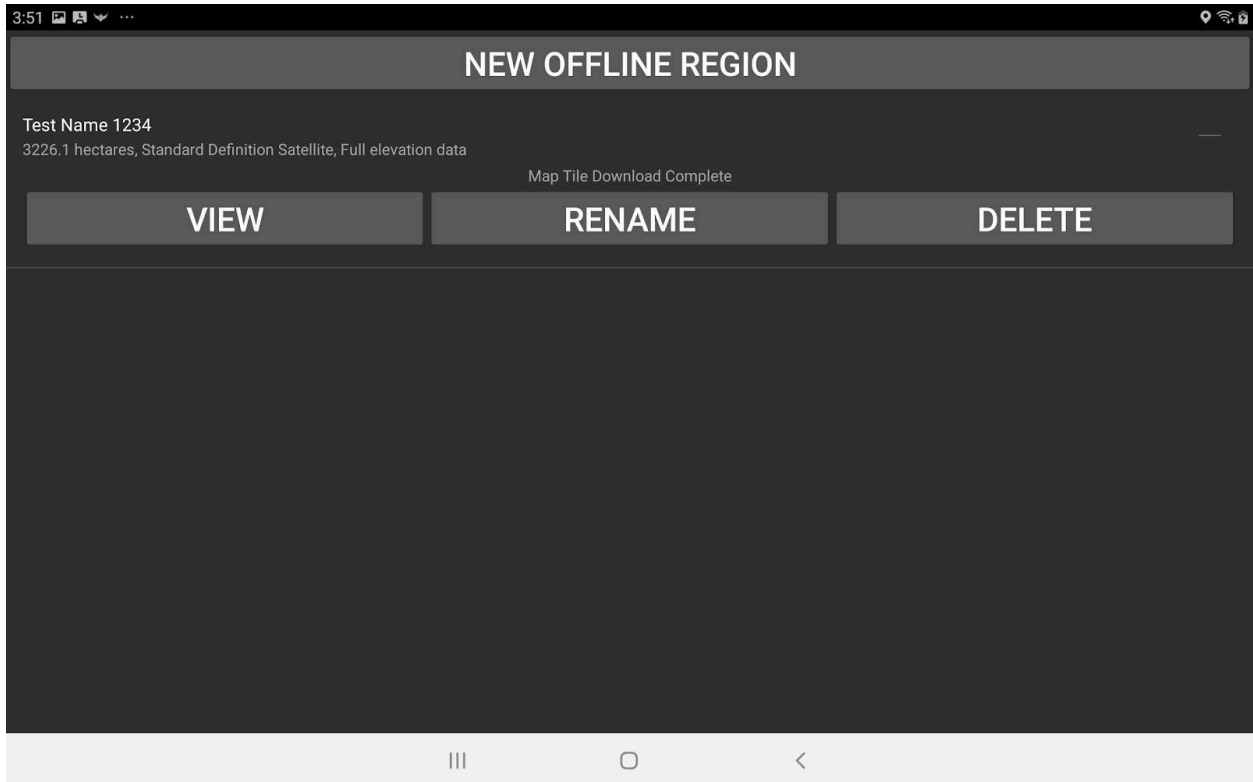 3:51
NEW OFFLINE REGION
Test Name 1234
3226.1 hectares, Standard Definition Satellite, Full elevation data
Map Tile Download Complete
VIEW RENAME DELETE